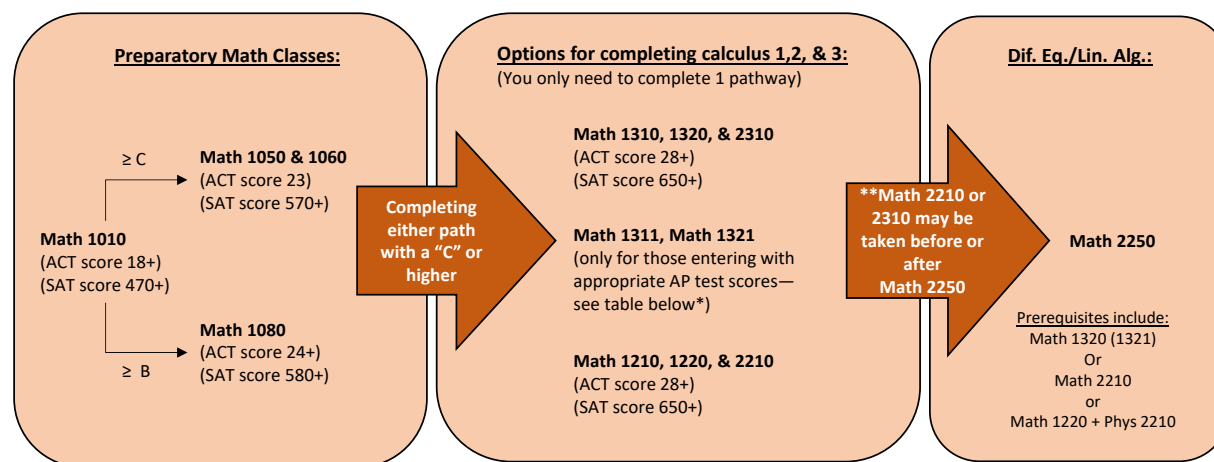 Preparatory Math Classes:
≥ C
Math 1050 & 1060
(ACT score 23)
(SAT score 570+)
Math 1010
(ACT score 18+)
(SAT score 470+)
Math 1080
(ACT score 24+)
(SAT score 580+)
≥ B
Completing
either path
with a “C” or
higher
Options for completing calculus 1,2, & 3:
(You only need to complete 1 pathway)
Math 1310, 1320, & 2310
(ACT score 28+)
(SAT score 650+)
Math 1311, Math 1321
(only for those entering with
appropriate AP test scores—
see table below*)
Math 1210, 1220, & 2210
(ACT score 28+)
(SAT score 650+)
**Math 2210 or
2310 may be
taken before or
after
Math 2250
Dif. Eq./Lin. Alg.:
Math 2250
Prerequisites include:
Math 1320 (1321)
Or
Math 2210
or
Math 1220 + Phys 2210